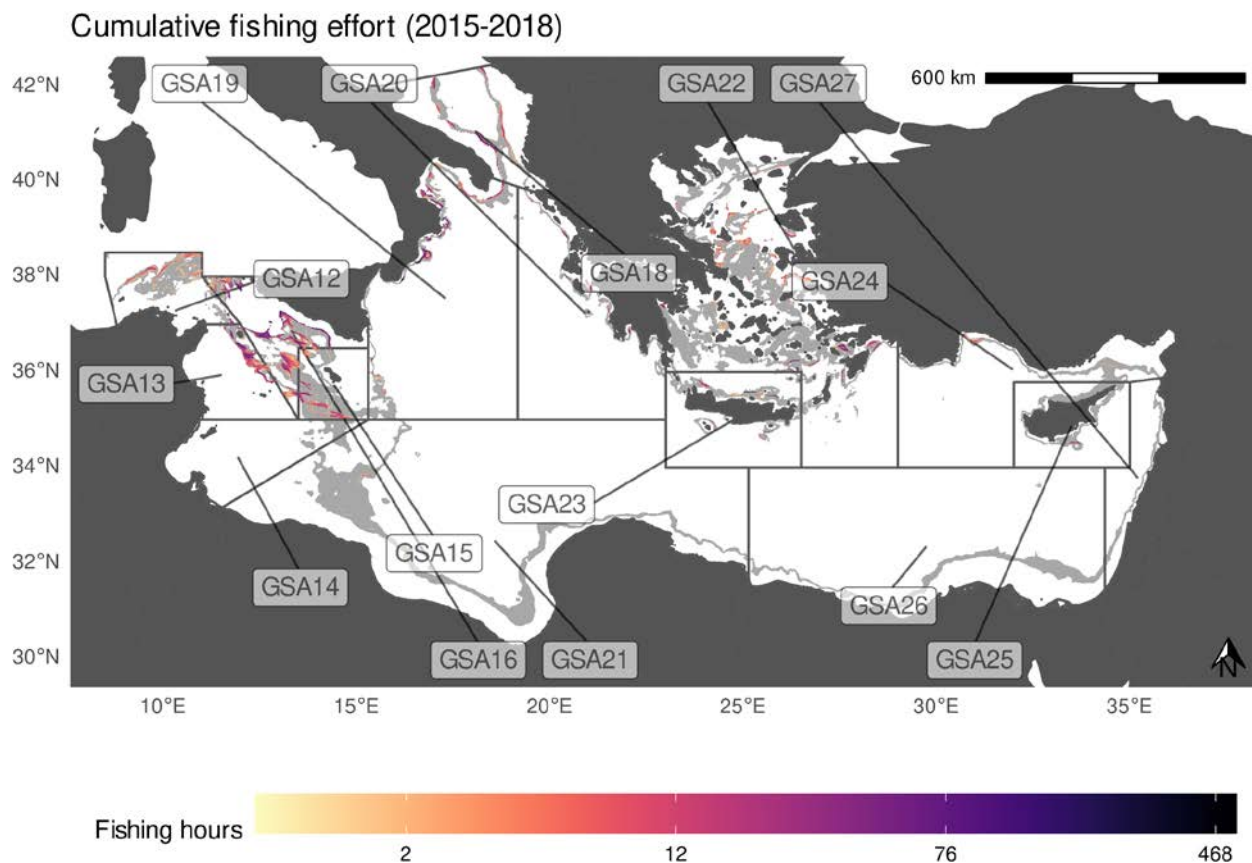 Cumulative fishing effort (2015-2018)
42°N
40°N
38°N
36°N
34°N
32°N
30°N
GSA19
GSA20
GSA22
GSA27
600 km
GSA18
GSA12
GSA24
GSA13
GSA23
GSA15
GSA14
GSA26
GSA16
GSA21
GSA25
N
10°E
15°E
20°E
25°E
30°E
35°E
Fishing hours
2
12
76
468